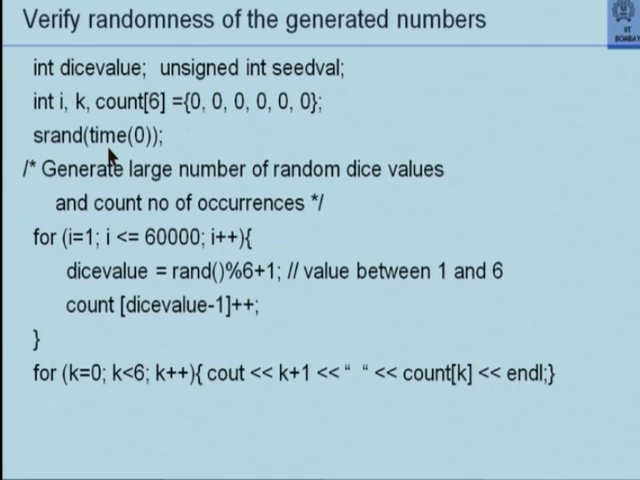 Verify randomness of the generated numbers
IIT
BOMBAY
int dicevalue;  unsigned int seedval;
int i, k, count[6] ={0, 0, 0, 0, 0, 0};
srand(time(0));
/* Generate large number of random dice values
and count no of occurrences */
for (i=1; i <= 60000; i++){
dicevalue = rand()%6+1; // value between 1 and 6
count [dicevalue-1]++;
}
for (k=0; k<6; k++){ cout << k+1 << “  “ << count[k] << endl;}